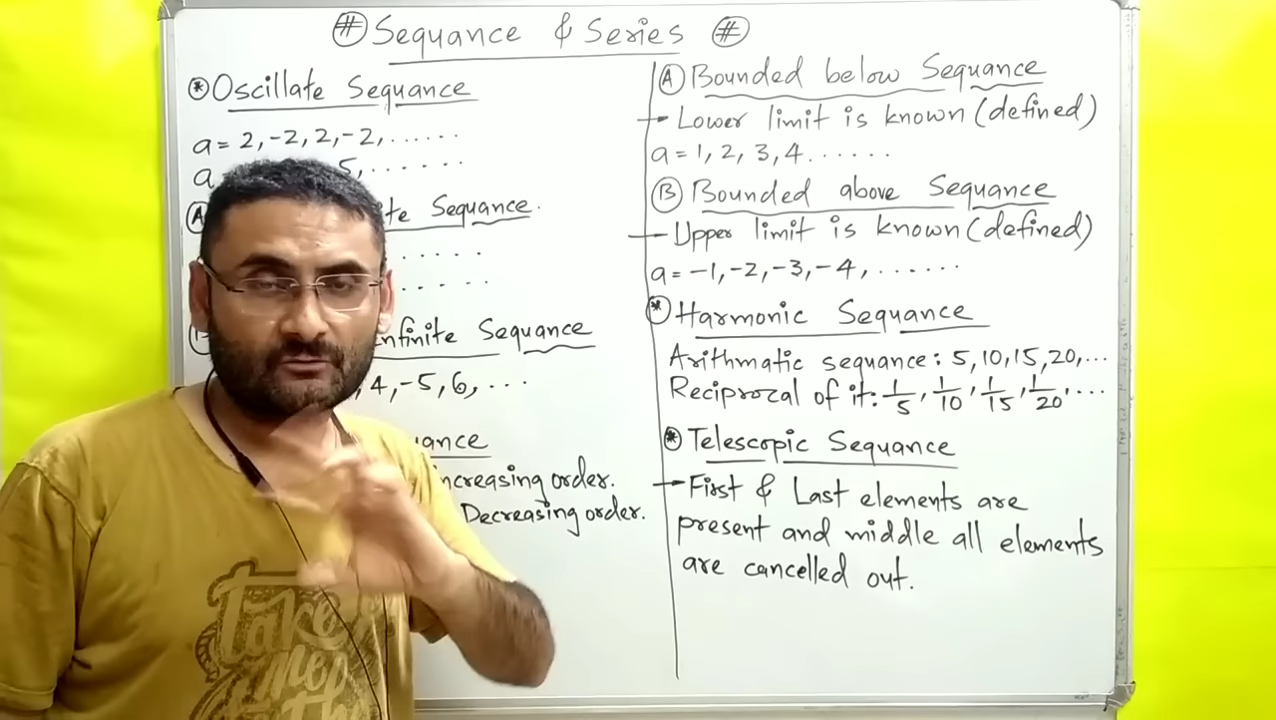 # Sequance & Series #
* Oscillate Sequance
a = 2, -2, 2, -2, ......
a 5, ......
A te Sequance.
.....
.....
nfinite Sequance
, 4, -5, 6, ...
uance
ncreasing order.
Decreasing order.
A Bounded below Sequance
→ Lower limit is known (defined)
a = 1, 2, 3, 4 ......
B Bounded above Sequance
→ Upper limit is known (defined)
a = -1, -2, -3, -4, ......
* Harmonic Sequance
Arithmatic sequance: 5, 10, 15, 20, ...
Reciprocal of it: 1/5, 1/10, 1/15, 1/20, ....
* Telescopic Sequance
→ First & Last elements are
present and middle all elements
are cancelled out.
take
me
to the